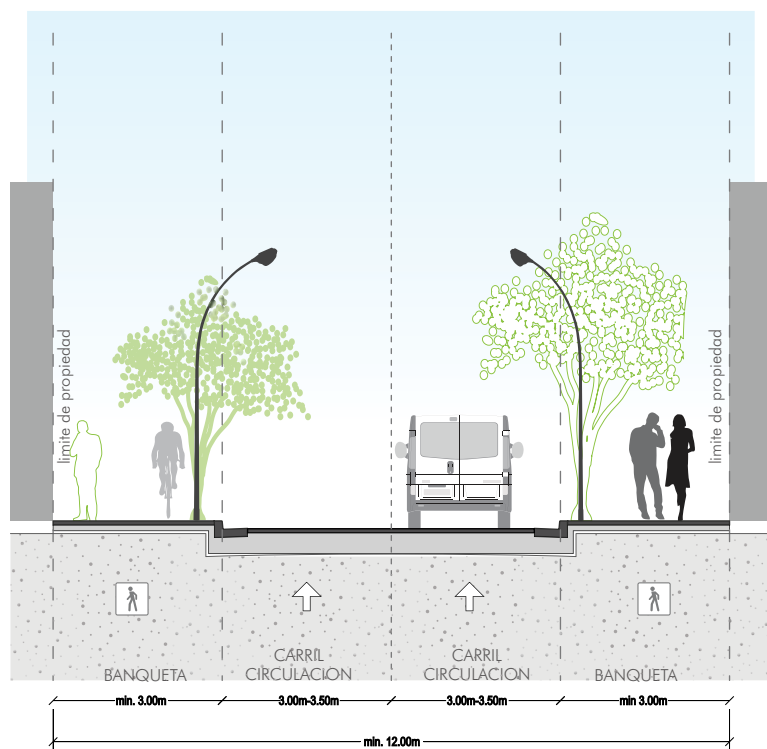 limite de propiedad
limite de propiedad
BANQUETA
CARRIL
CIRCULACION
CARRIL
CIRCULACION
BANQUETA
min. 3.00m
3.00m-3.50m
3.00m-3.50m
min 3.00m
min. 12.00m